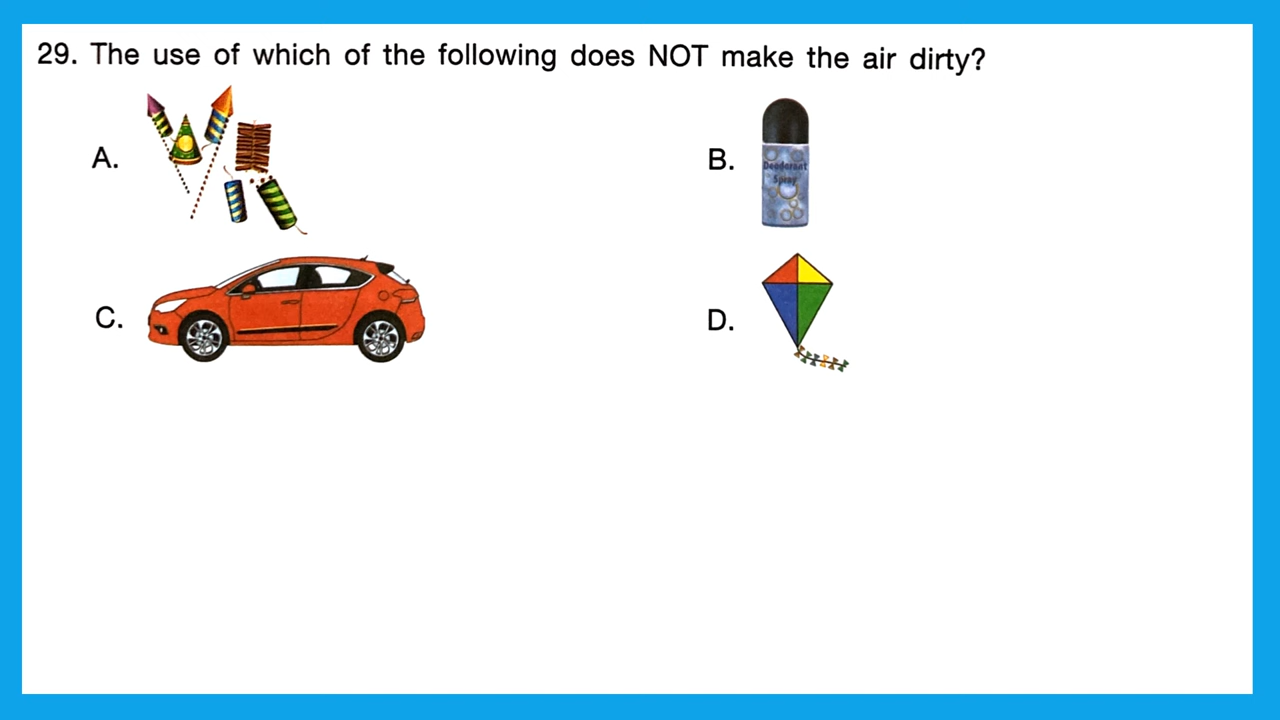 29. The use of which of the following does NOT make the air dirty?
A.
B.
Deodorant
Spray
C.
D.